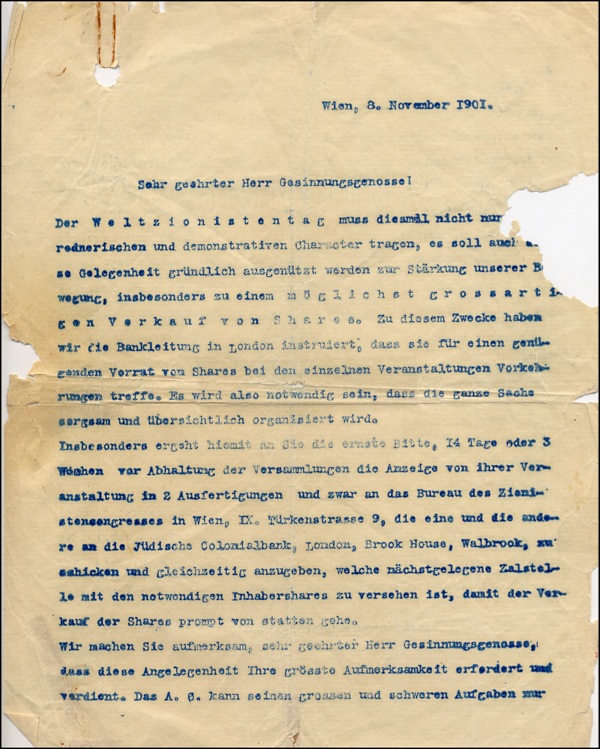 Wien, 8. November 1901.
Sehr geehrter Herr Gesinnungsgenosse!
Der W e l t z i o n i s t e n t a g muss diesmal nicht nur
rednerischen und demonstrativen Character tragen, es soll auch
se Gelegenheit gründlich ausgenützt werden zur Stärkung unserer Be
wegung, insbesonders zu einem m ö g l i c h s t g r o s s a r t i-
g e n V e r k a u f v o n S h a r e s. Zu diesem Zwecke haben
wir die Bankleitung in London instruiert, dass sie für einen genü-
genden Vorrat von Shares bei den einzelnen Veranstaltungen Vorkeh-
rungen treffe. Es wird also notwendig sein, dass die ganze Sache
sorgsam und übersichtlich organisiert wird.
Insbesonders ergeht hiemit an Sie die ernste Bitte, 14 Tage oder 3
Wochen vor Abhaltung der Versammlungen die Anzeige von ihrer Ver-
anstaltung in 2 Ausfertigungen und zwar an das Bureau des Zioni-
stencongresses in Wien, IX. Türkenstrasse 9, die eine und die ande-
re an die Jüdische Colonialbank, London, Brook House, Walbrook, zu
schicken und gleichzeitig anzugeben, welche nächstgelegene Zalstel-
le mit den notwendigen Inhabershares zu versehen ist, damit der Ver-
kauf der Shares prompt von statten gehe.
Wir machen Sie aufmerksam, sehr geehrter Herr Gesinnungsgenosse,
dass diese Angelegenheit Ihre grösste Aufmerksamkeit erfordert und
verdient. Das A. C. kann seinen grossen und schweren Aufgaben nur